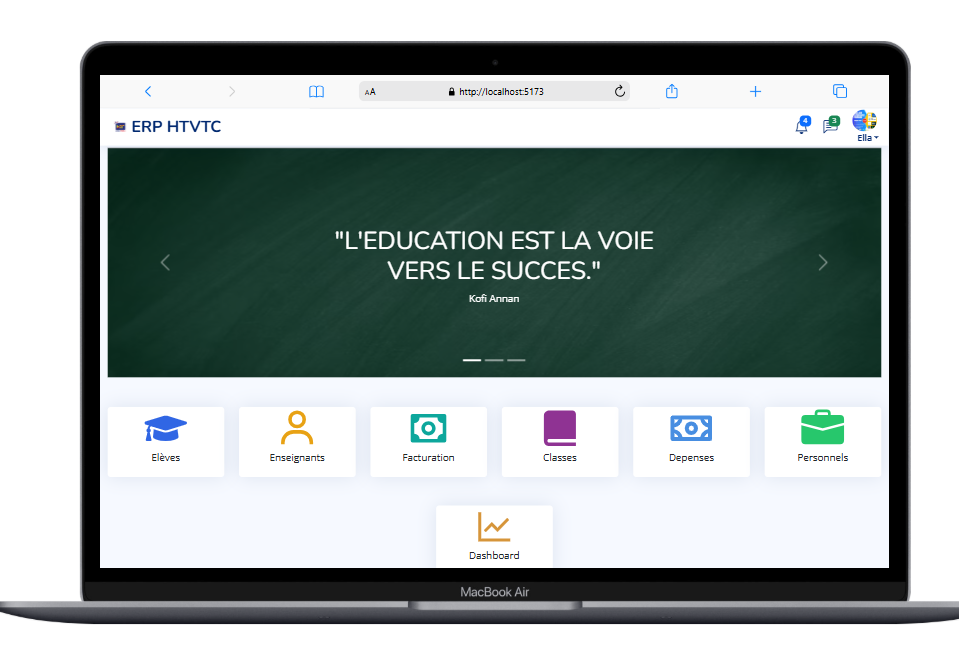 AA
http://localhost:5173
ERP HTVTC
4
3
Ella
"L'EDUCATION EST LA VOIE
VERS LE SUCCES."
Kofi Annan
Elèves
Enseignants
Facturation
Classes
Depenses
Personnels
Dashboard
MacBook Air